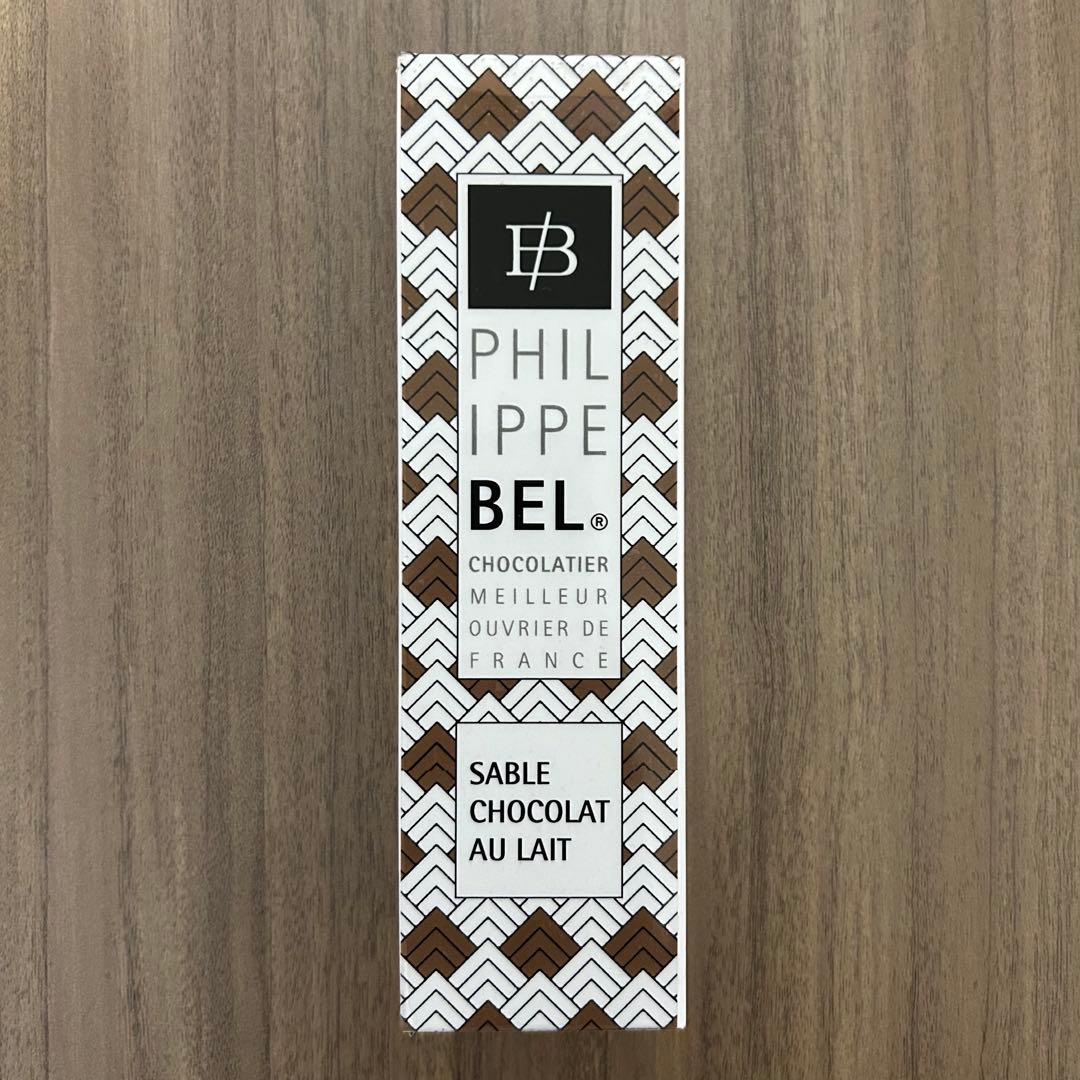 PHIL
IPPE
BEL®
CHOCOLATIER
MEILLEUR
OUVRIER DE
FRANCE
SABLE
CHOCOLAT
AU LAIT